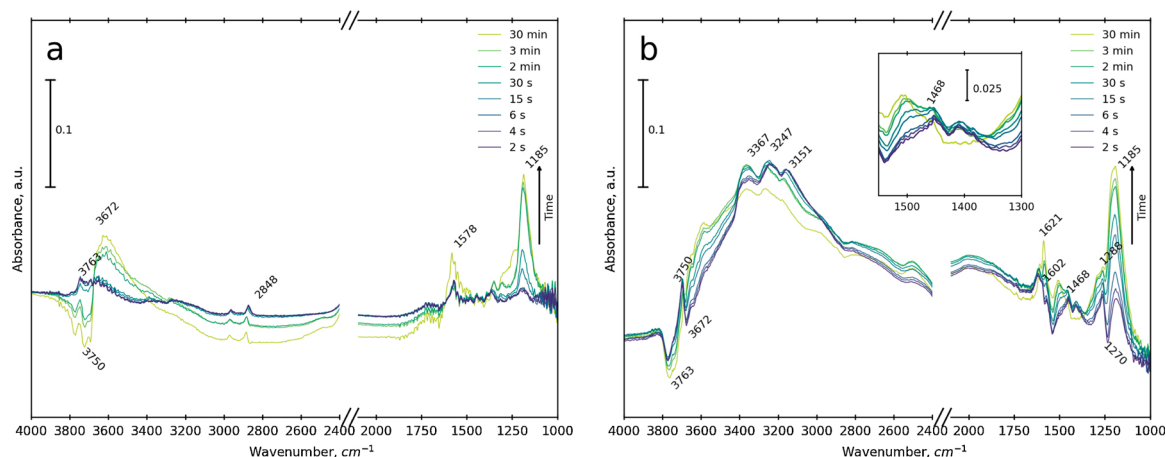 a
30 min
3 min
2 min
30 s
15 s
6 s
4 s
2 s
0.1
3672
3763
3750
2848
1578
1185
Time
Absorbance, a.u.
4000 3800 3600 3400 3200 3000 2800 2600 2400 2000 1500 1000
Wavenumber, cm−1
b
30 min
3 min
2 min
30 s
15 s
6 s
4 s
2 s
0.1
1468
0.025
1500 1400 1300
3367
3247
3151
3750
3672
3763
1621
1602
1468
1288
1270
1185
Time
Absorbance, a.u.
4000 3800 3600 3400 3200 3000 2800 2600 2400 2000 1500 1000
Wavenumber, cm−1